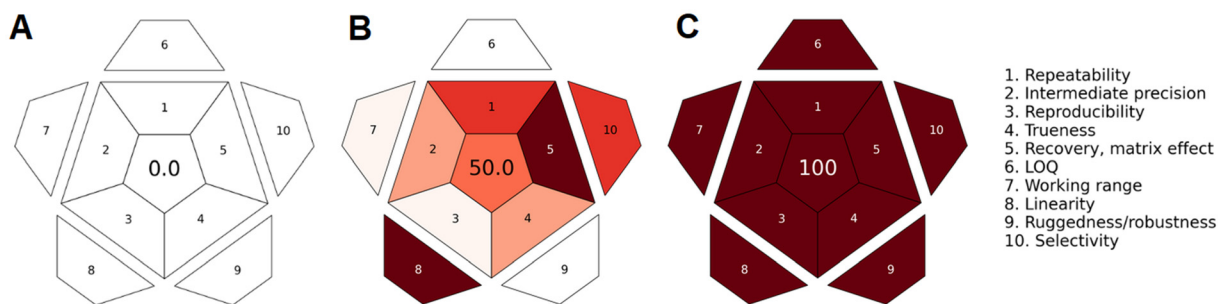 A
6
1
7
10
2
5
0.0
3
4
8
9
B
6
1
7
10
2
5
50.0
3
4
8
9
C
6
1
7
10
2
5
100
3
4
8
9
1. Repeatability
2. Intermediate precision
3. Reproducibility
4. Trueness
5. Recovery, matrix effect
6. LOQ
7. Working range
8. Linearity
9. Ruggedness/robustness
10. Selectivity